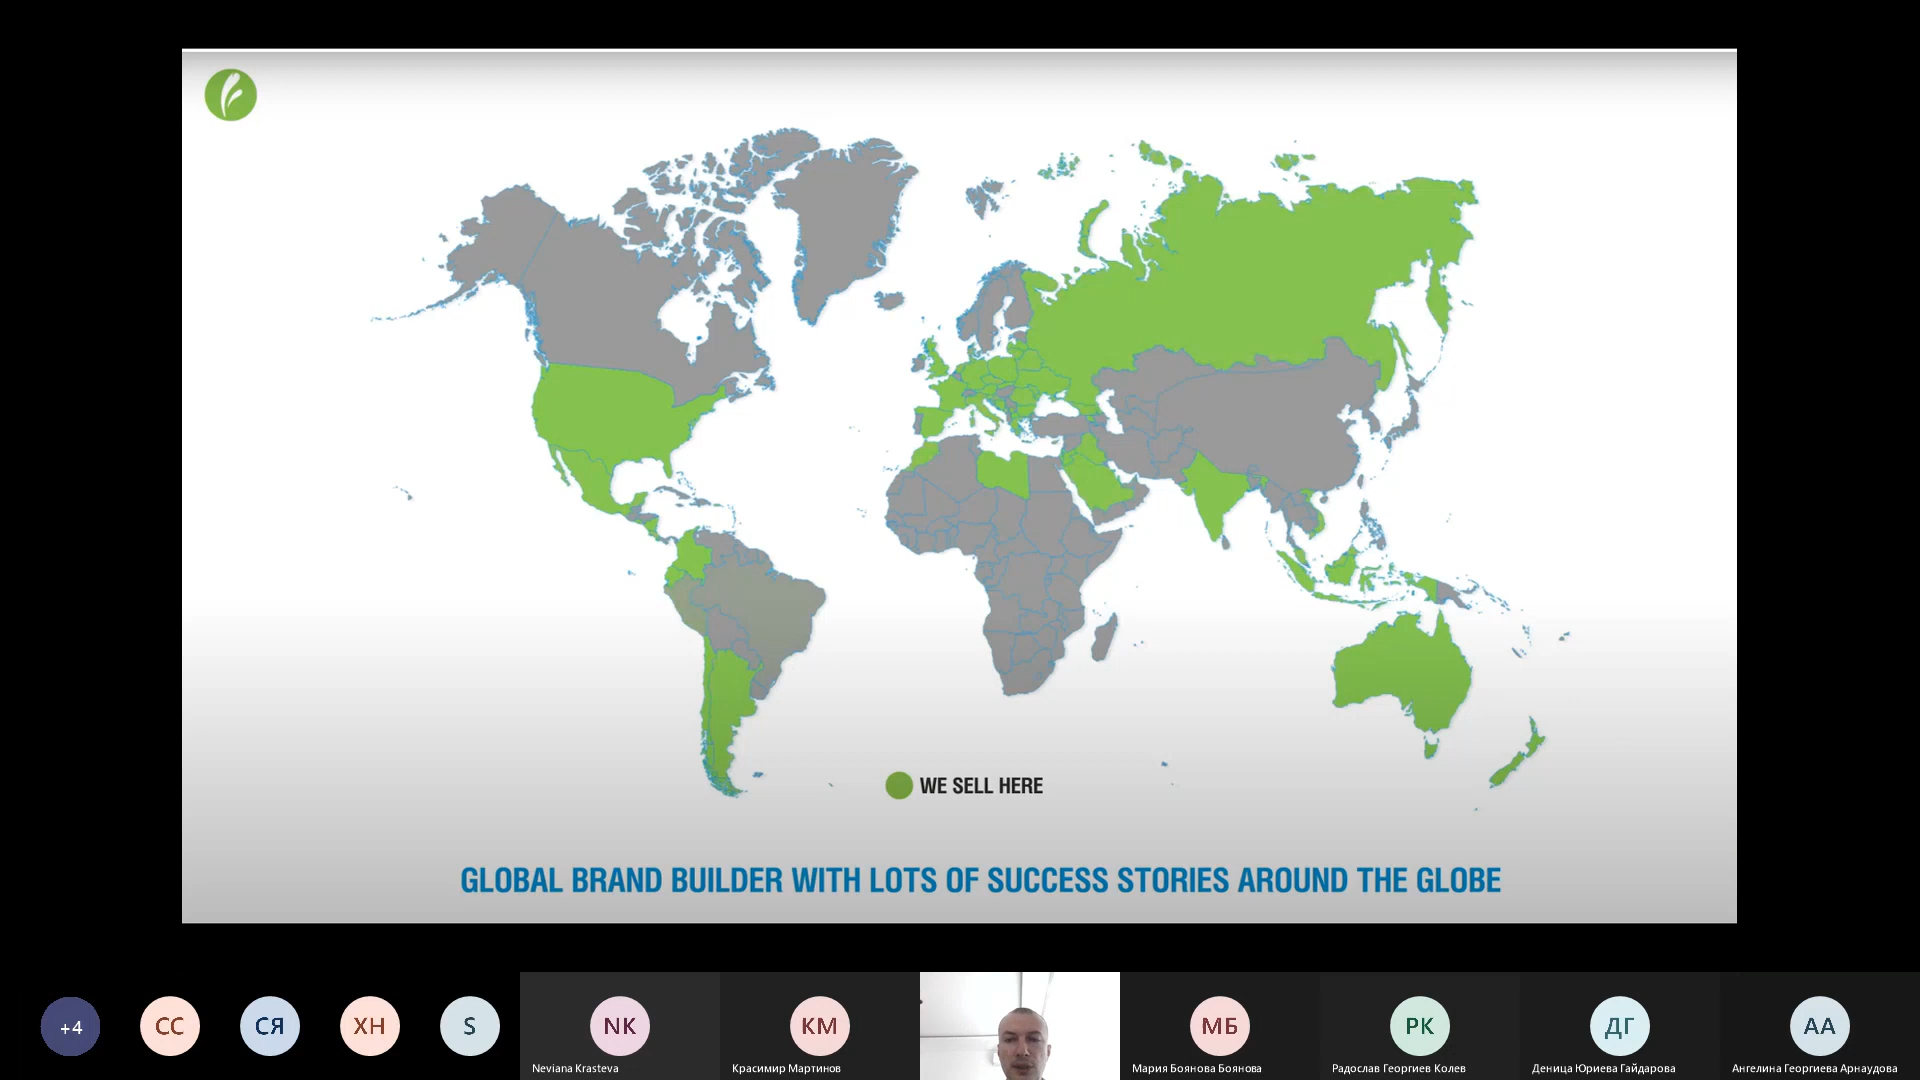 WE SELL HERE
GLOBAL BRAND BUILDER WITH LOTS OF SUCCESS STORIES AROUND THE GLOBE
+4
СС
СЯ
ХН
S
NK
КМ
МБ
РК
ДГ
АА
Neviana Krasteva
Красимир Мартинов
Мария Боянова Боянова
Радослав Георгиев Колев
Деница Юриева Гайдарова
Ангелина Георгиева Арнаудова